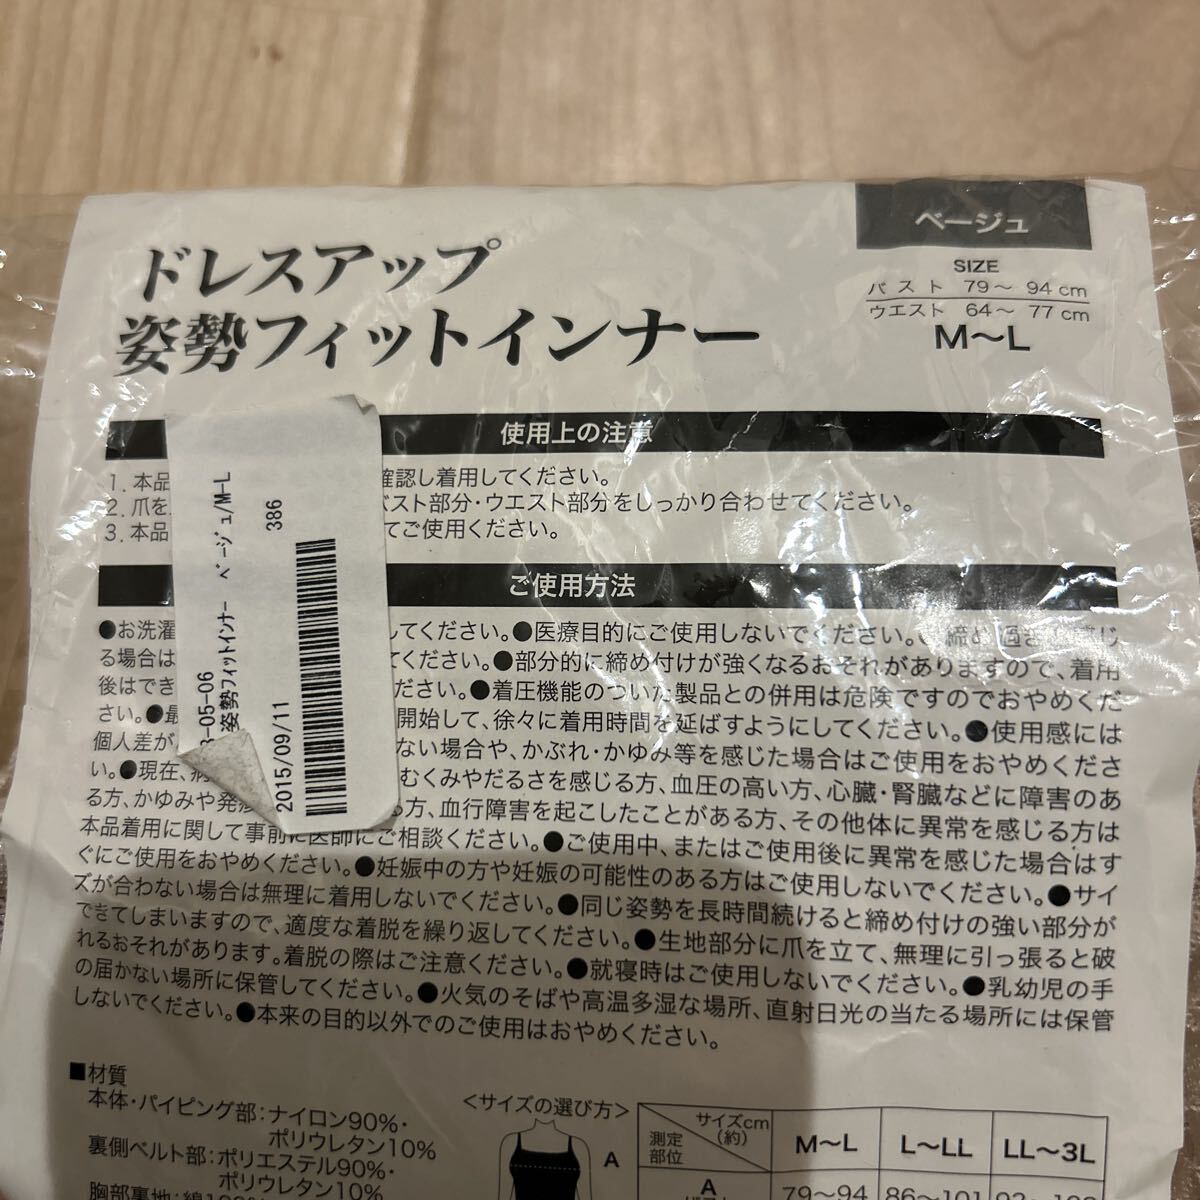 ベージュ
SIZE
バスト 79～ 94cm
ウエスト 64～ 77cm
M～L
ドレスアップ
姿勢フィットインナー
使用上の注意
1. 本品 確認し着用してください。
2. 爪を バスト部分・ウエスト部分をしっかり合わせてください。
3. 本品 てご使用ください。
ご使用方法
●お洗濯 してください。●医療目的にご使用しないでください。● 締め過ぎ 感じ
る場合は てください。●部分的に締め付けが強くなるおそれがありますので、着用
後はでき ださい。●着圧機能のついた製品との併用は危険ですのでおやめくだ
さい。●最 開始して、徐々に着用時間を延ばすようにしてください。●使用感には
個人差が ない場合や、かぶれ・かゆみ等を感じた場合はご使用をおやめくださ
い。●現在、病 むくみやだるさを感じる方、血圧の高い方、心臓・腎臓などに障害のあ
る方、かゆみや発 る方、血行障害を起こしたことがある方、その他体に異常を感じる方は
本品着用に関して事前に医師にご相談ください。●ご使用中、またはご使用後に異常を感じた場合はす
ぐにご使用をおやめください。●妊娠中の方や妊娠の可能性のある方はご使用しないでください。●サイ
ズが合わない場合は無理に着用しないでください。●同じ姿勢を長時間続けると締め付けの強い部分が
できてしまいますので、適度な着脱を繰り返してください。●生地部分に爪を立て、無理に引っ張ると破
れるおそれがあります。着脱の際はご注意ください。●就寝時はご使用しないでください。●乳幼児の手
の届かない場所に保管してください。●火気のそばや高温多湿な場所、直射日光の当たる場所には保管
しないでください。●本来の目的以外でのご使用はおやめください。
3-05-06
姿勢フィットインナー ベージュ/M-L
2015/09/11 386
■材質
本体・パイピング部：ナイロン90%・
ポリウレタン10%
裏側ベルト部：ポリエステル90%・
ポリウレタン10%
胸部裏地：綿100%
＜サイズの選び方＞
A
サイズcm
(約)
測定
部位
M～L L～LL LL～3L
A
79～94 86～101